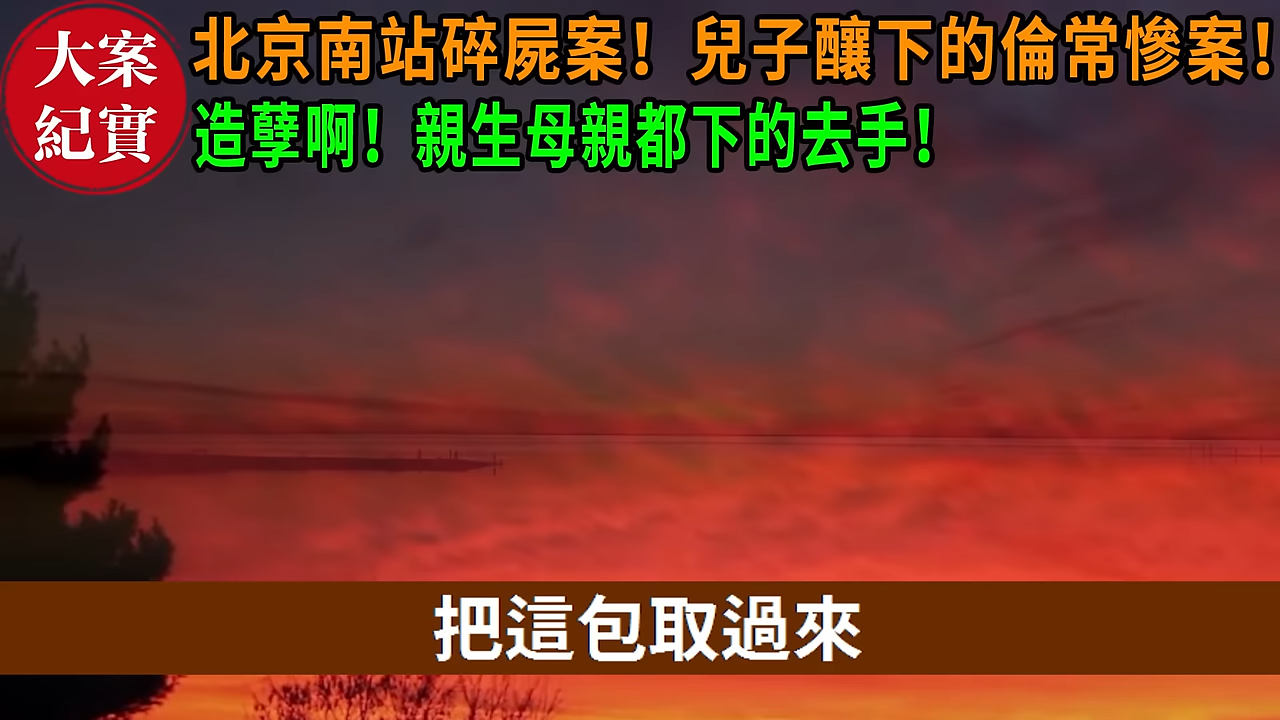 大案
紀實
北京南站碎屍案！兒子釀下的倫常慘案！
造孽啊！親生母親都下的去手！
把這包取過來